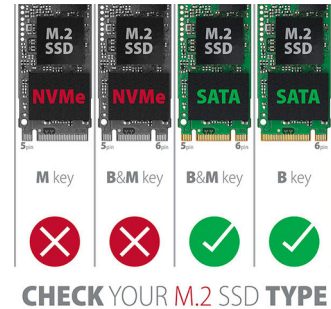 M.2 SSD
M.2 SSD
M.2 SSD
M.2 SSD
NVMe
NVMe
SATA
SATA
5pin
5pin
6pin
5pin
6pin
6pin
M key
B&M key
B&M key
B key
CHECK YOUR M.2 SSD TYPE